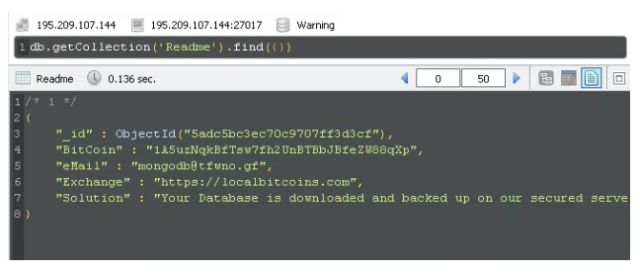 195.209.107.144 195.209.107.144:27017 Warning
1 db.getCollection('Readme').find(())
Readme 0.136 sec. 0 50
1 /* 1 */
2 (
3 "_id" : ObjectId("5adc5bc3ec70c9707ff3d3cf"),
4 "BitCoin" : "1A5uzNqkBfTsw7fh2UnBTBbJBfeZW88qXp",
5 "eMail" : "mongodb@tfwno.gf",
6 "Exchange" : "https://localbitcoins.com",
7 "Solution" : "Your Database is downloaded and backed up on our secured serve
8 )